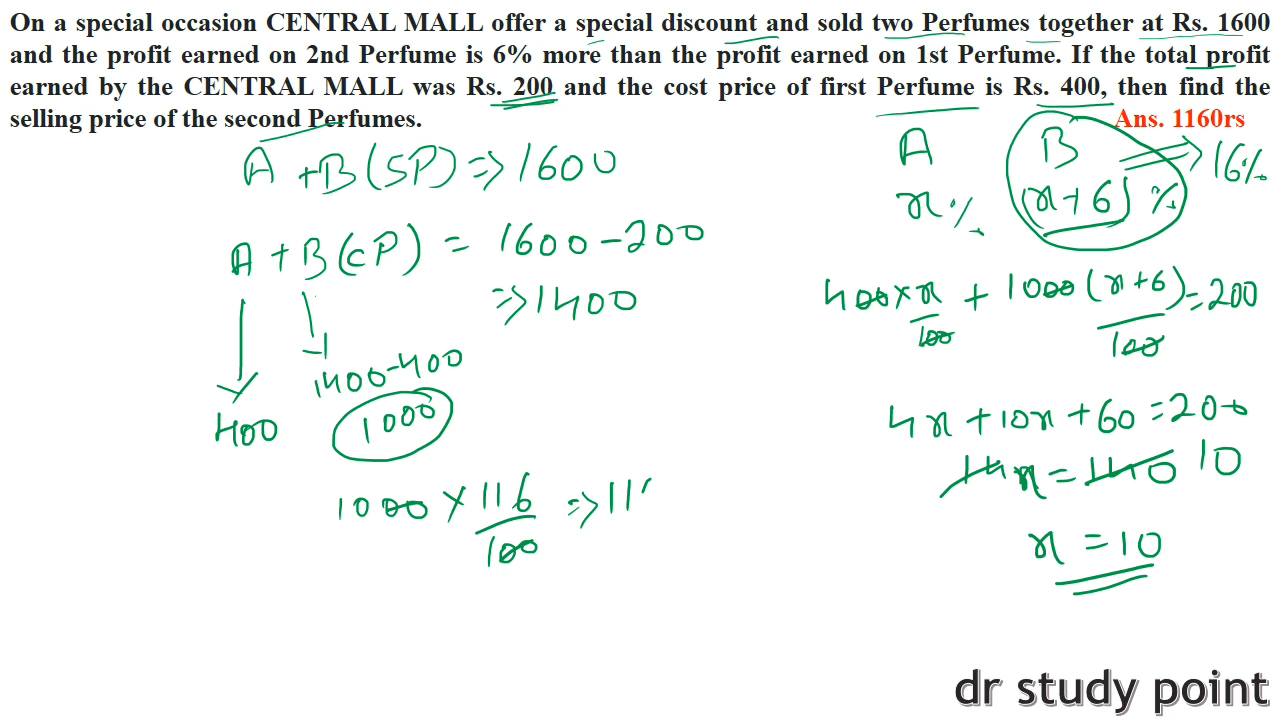 On a special occasion CENTRAL MALL offer a special discount and sold two Perfumes together at Rs. 1600
and the profit earned on 2nd Perfume is 6% more than the profit earned on 1st Perfume. If the total profit
earned by the CENTRAL MALL was Rs. 200 and the cost price of first Perfume is Rs. 400, then find the
selling price of the second Perfumes.
Ans. 1160rs
A + B (SP) => 1600
A + B (CP) = 1600 - 200
=> 1400
400
1400 - 400
1000
1000 × 116/100 => 11
A B => 16%
x% (x + 6)%
400 × x/100 + 1000 (x + 6)/100 = 200
4x + 10x + 60 = 200
14x = 140 10
x = 10
dr study point